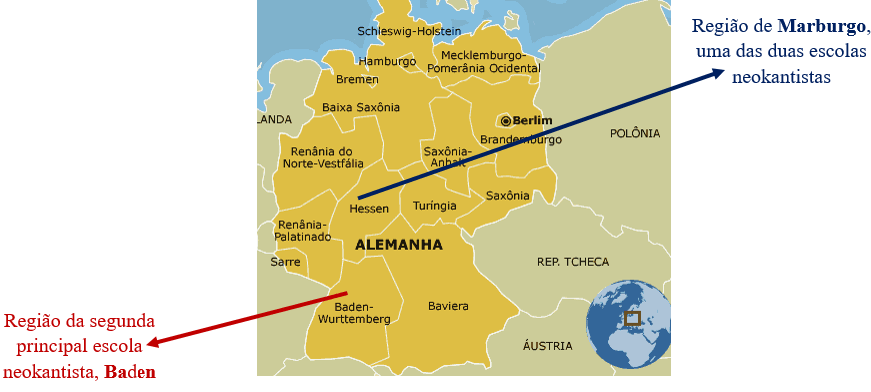 Região de Marburgo,
uma das duas escolas
neokantistas
Schleswig-Holstein
Mecklemburgo-
Pomerânia Ocidental
Hamburgo
Bremen
Baixa Saxônia
LANDA
Berlim
Brandemburgo
POLÔNIA
Renânia do
Norte-Vestfália
Saxônia-
Anhalt
Hessen
Turíngia
Saxônia
Renânia-
Palatinado
ALEMANHA
Sarre
REP. TCHECA
Baden-
Wurttemberg
Baviera
ÁUSTRIA
Região da segunda
principal escola
neokantista, Baden